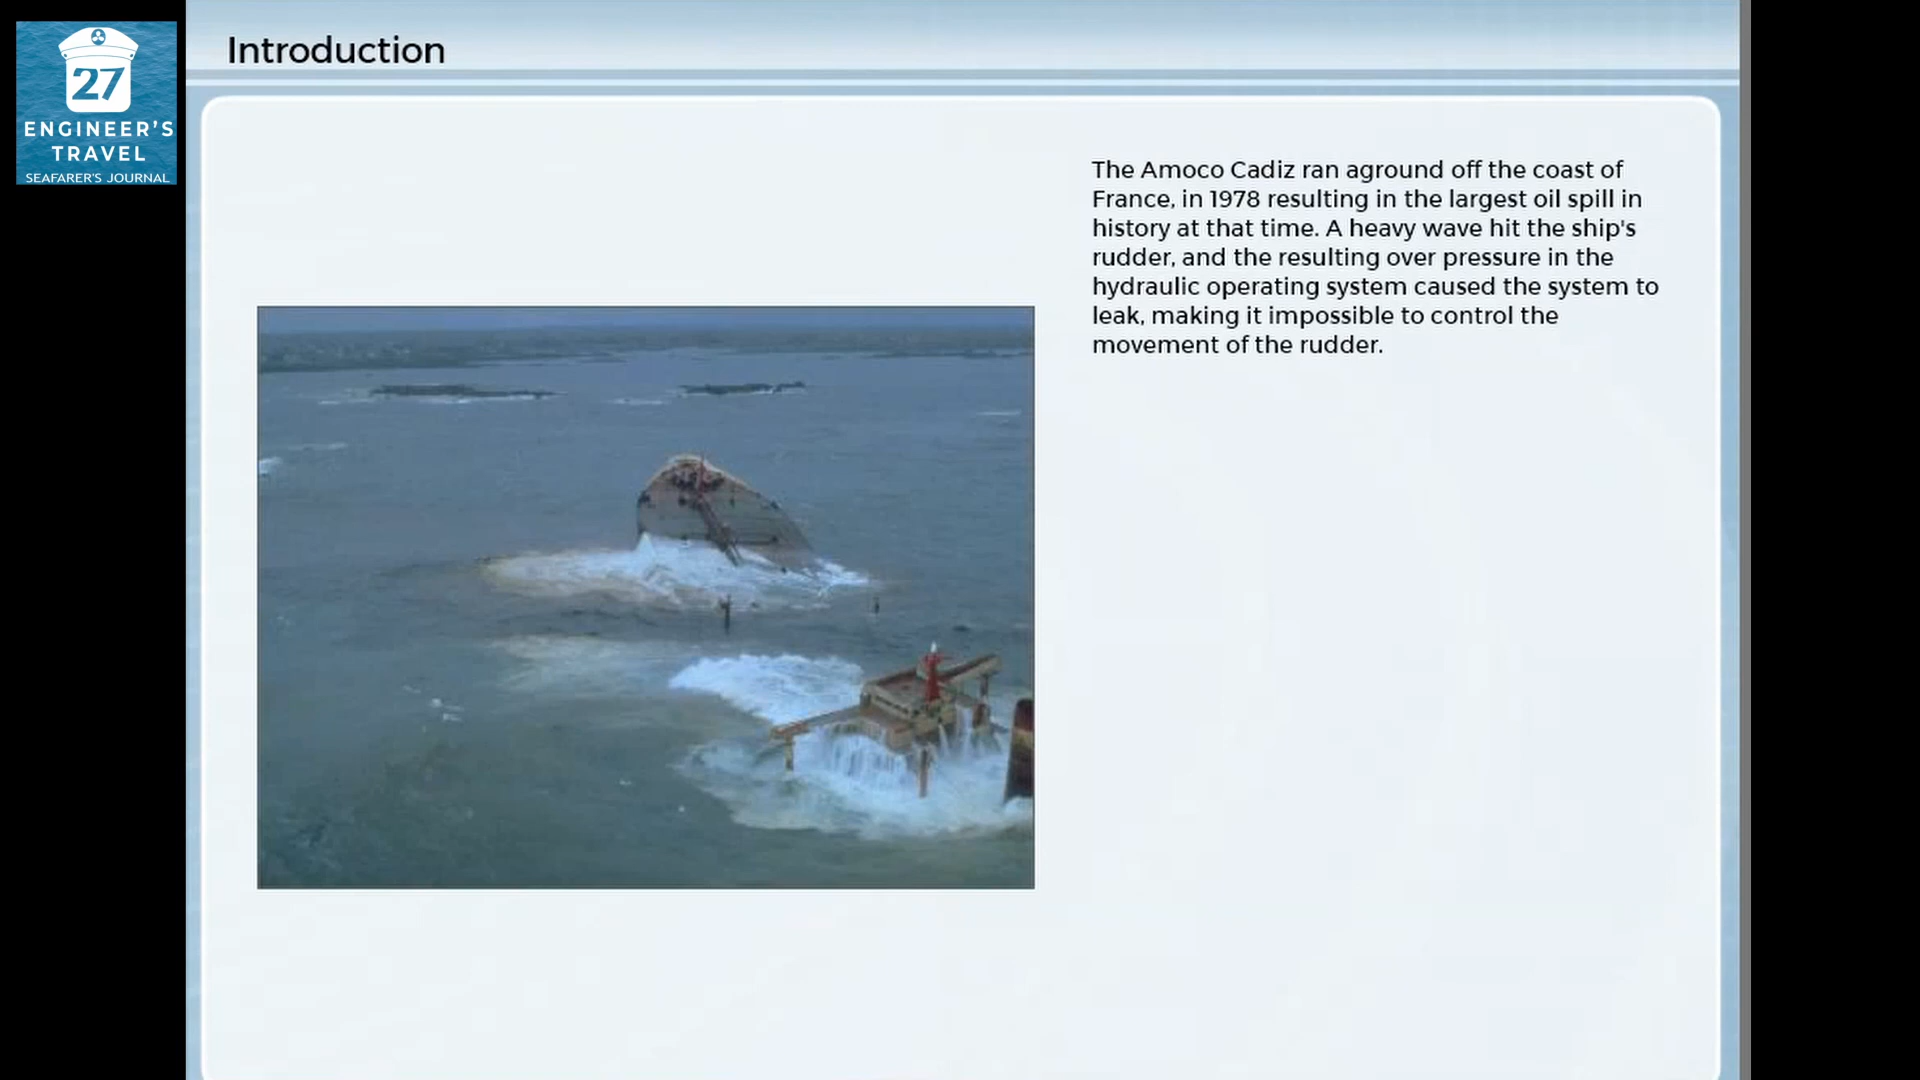 27
ENGINEER'S
TRAVEL
SEAFARER'S JOURNAL
Introduction
The Amoco Cadiz ran aground off the coast of
France, in 1978 resulting in the largest oil spill in
history at that time. A heavy wave hit the ship's
rudder, and the resulting over pressure in the
hydraulic operating system caused the system to
leak, making it impossible to control the
movement of the rudder.